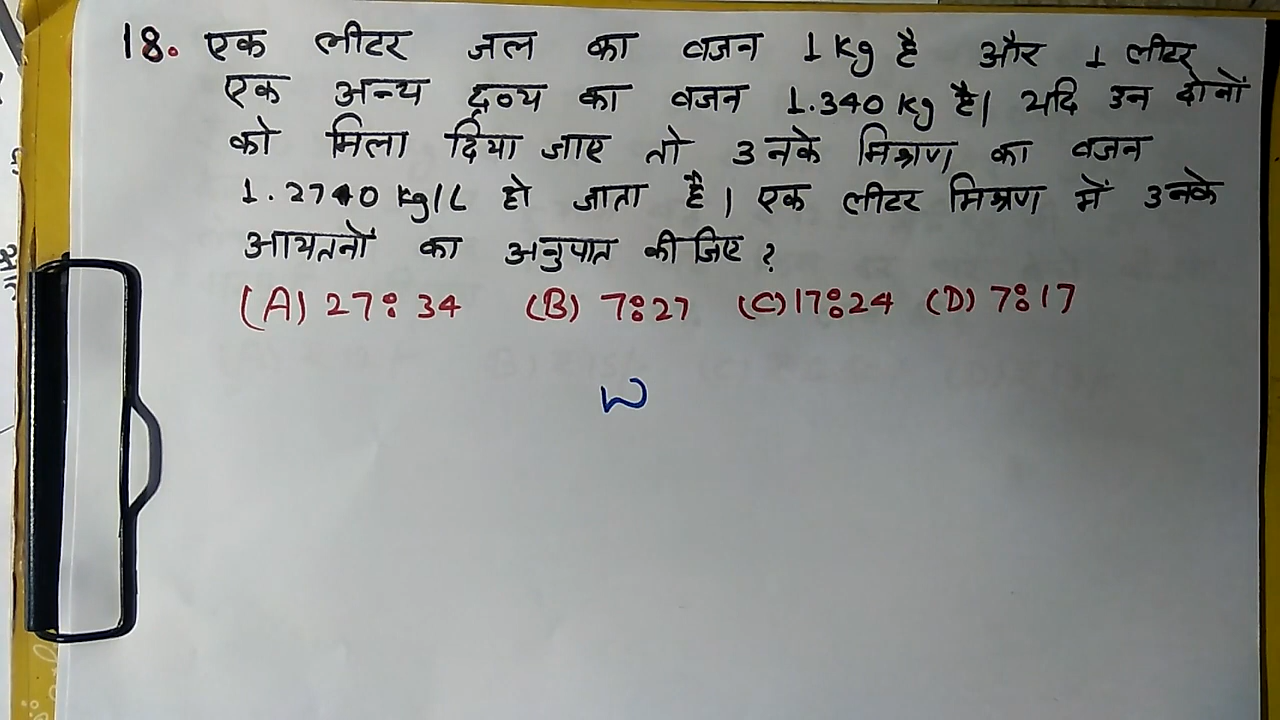 18. एक लीटर जल का वजन 1 Kg है और 1 लीटर
एक अन्य द्रव्य का वजन 1.340 Kg है। यदि उन दोनों
को मिला दिया जाए तो उनके मिश्रण का वजन
1.270 Kg/L हो जाता है। एक लीटर मिश्रण में उनके
आयतनों का अनुपात कीजिए ?
(A) 27:34 (B) 7:27 (C) 17:24 (D) 7:17
W